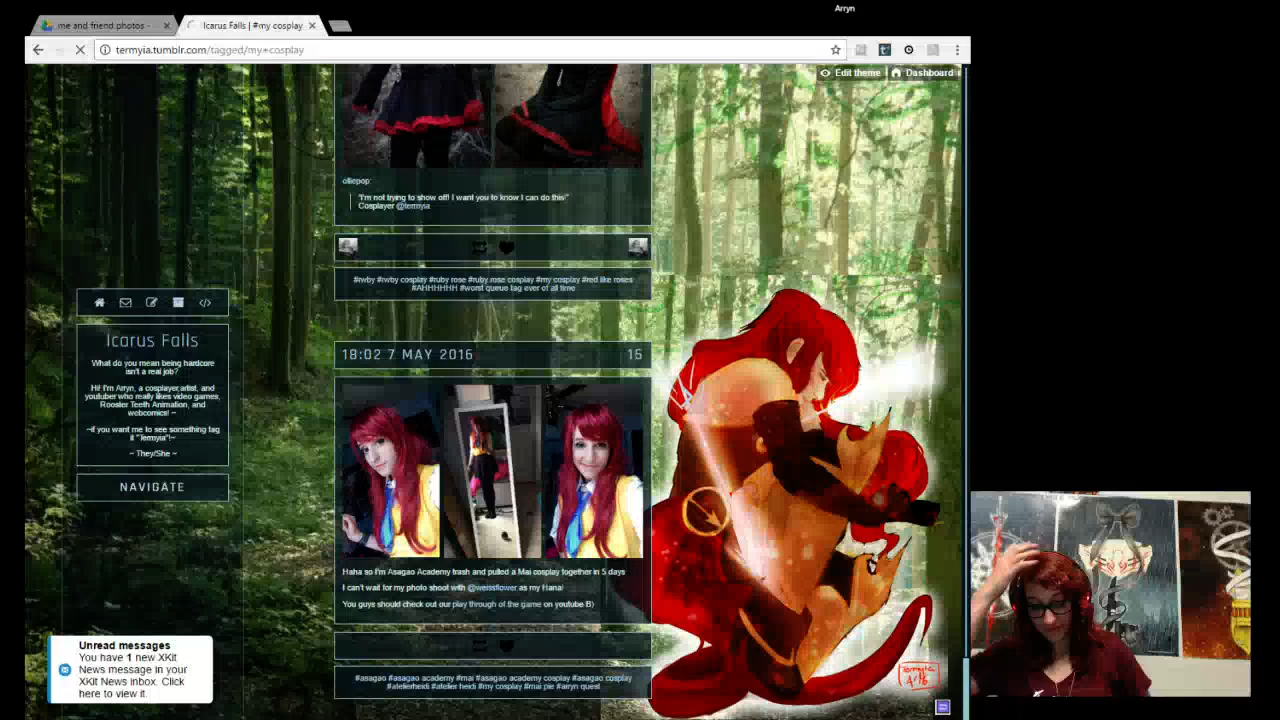 Arryn
me and friend photos -
Icarus Falls | #my cosplay
termyia.tumblr.com/tagged/my+cosplay
Edit theme
Dashboard
olliepop:
"I'm not trying to show off! I want you to know I can do this!"
Cosplayer @termyia
#rwby #rwby cosplay #ruby rose #ruby rose cosplay #my cosplay #red like roses
#AHHHHHH #worst queue tag ever of all time
Icarus Falls
What do you mean being hardcore
isn't a real job?
Hi! I'm Arryn, a cosplayer,artist, and
youtuber who really likes video games,
Rooster Teeth Animation, and
webcomics! ~
~if you want me to see something tag
it "Termyia"!~
~ They/She ~
NAVIGATE
18:02 7 MAY 2016
15
Haha so I'm Asagao Academy trash and pulled a Mai cosplay together in 5 days
I can't wait for my photo shoot with @weissflower as my Hana!
You guys should check out our play through of the game on youtube B)
#asagao #asagao academy #mai #asagao academy cosplay #asagao cosplay
#atelierheidi #atelier heidi #my cosplay #mai pie #arryn quest
Unread messages
You have 1 new XKit
News message in your
XKit News inbox. Click
here to view it.
Termyia